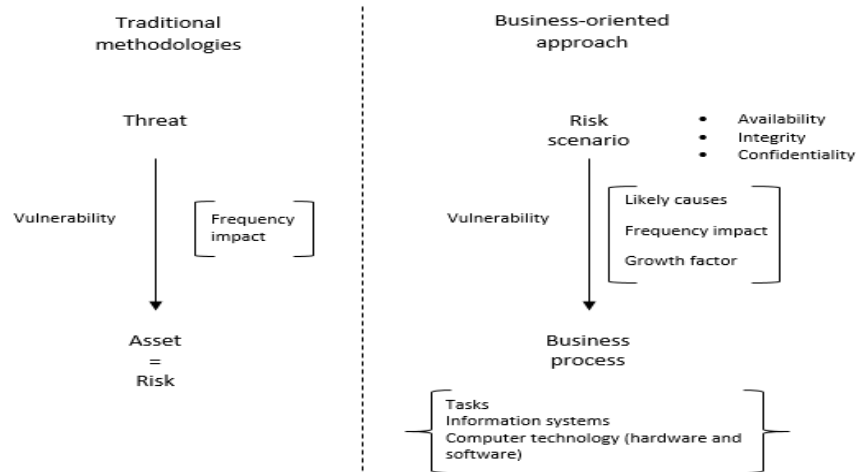 Traditional
methodologies
Threat
Vulnerability
Frequency
impact
Asset
=
Risk
Business-oriented
approach
Risk
scenario
• Availability
• Integrity
• Confidentiality
Vulnerability
Likely causes
Frequency impact
Growth factor
Business
process
Tasks
Information systems
Computer technology (hardware and
software)